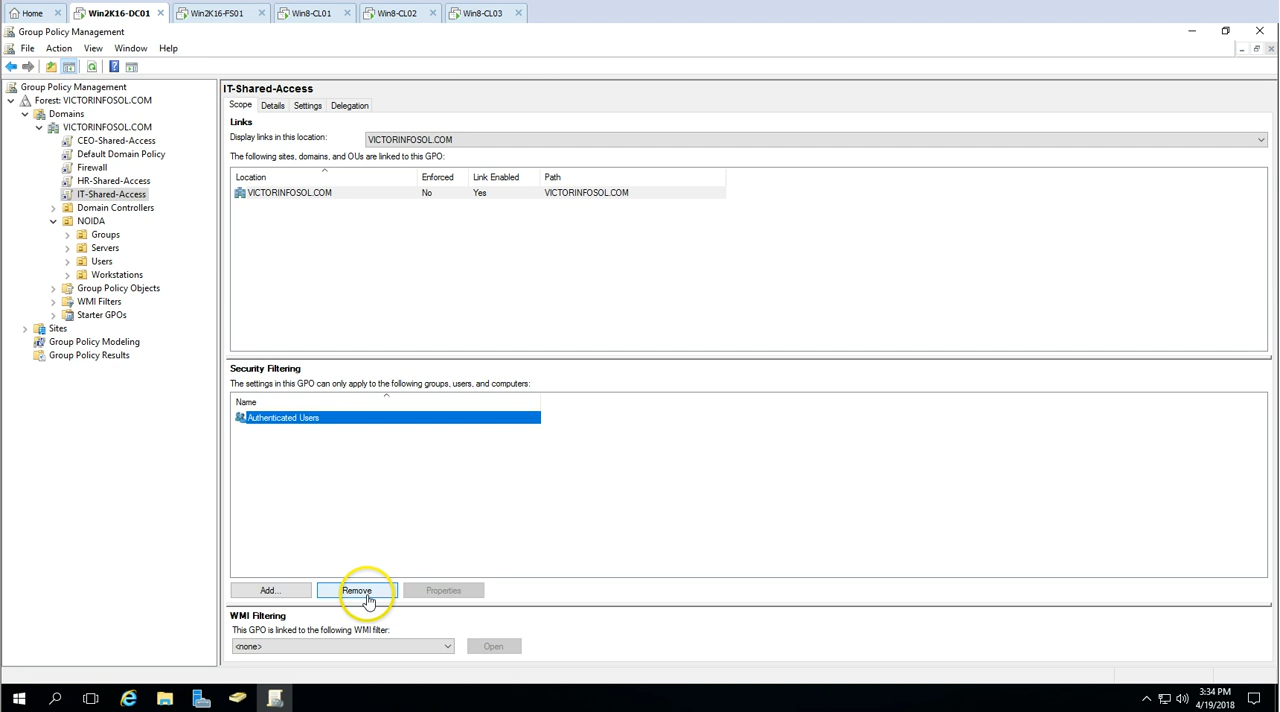 Home
Win2K16-DC01
Win2K16-FS01
Win8-CL01
Win8-CL02
Win8-CL03
Group Policy Management
File Action View Window Help
Group Policy Management
Forest: VICTORINFOSOL.COM
Domains
VICTORINFOSOL.COM
CEO-Shared-Access
Default Domain Policy
Firewall
HR-Shared-Access
IT-Shared-Access
Domain Controllers
NOIDA
Groups
Servers
Users
Workstations
Group Policy Objects
WMI Filters
Starter GPOs
Sites
Group Policy Modeling
Group Policy Results
IT-Shared-Access
Scope Details Settings Delegation
Links
Display links in this location: VICTORINFOSOL.COM
The following sites, domains, and OUs are linked to this GPO:
Location Enforced Link Enabled Path
VICTORINFOSOL.COM No Yes VICTORINFOSOL.COM
Security Filtering
The settings in this GPO can only apply to the following groups, users, and computers:
Name
Authenticated Users
Add... Remove Properties
WMI Filtering
This GPO is linked to the following WMI filter:
<none> Open
3:34 PM
4/19/2018